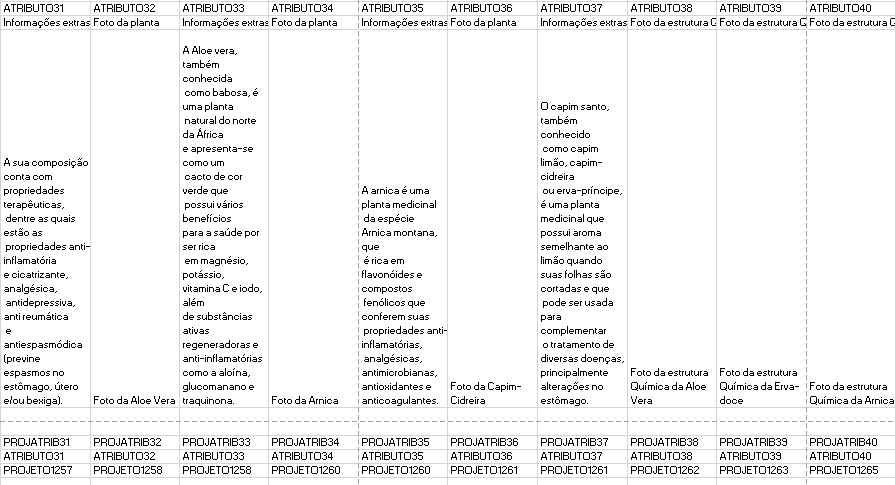 ATRIBUTO31 ATRIBUTO32 ATRIBUTO33 ATRIBUTO34 ATRIBUTO35 ATRIBUTO36 ATRIBUTO37 ATRIBUTO38 ATRIBUTO39 ATRIBUTO40
Informações extras Foto da planta Informações extras Foto da planta Informações extras Foto da planta Informações extras Foto da estrutura Q Foto da estrutura Q Foto da estrutura Q
A sua composição
conta com
propriedades
terapêuticas,
dentre as quais
estão as
propriedades anti-
inflamatória
e cicatrizante,
analgésica,
antidepressiva,
anti reumática
e
antiespasmódica
(previne
espasmos no
estômago, útero
e/ou bexiga).
Foto da Aloe Vera
A Aloe vera,
também
conhecida
como babosa, é
uma planta
natural do norte
da África
e apresenta-se
como um
cacto de cor
verde que
possui vários
benefícios
para a saúde por
ser rica
em magnésio,
potássio,
vitamina C e iodo,
além
de substâncias
ativas
regeneradoras e
anti-inflamatórias
como a aloína,
glucomanano e
traquinona.
Foto da Arnica
A arnica é uma
planta medicinal
da espécie
Arnica montana,
que
é rica em
flavonóides e
compostos
fenólicos que
conferem suas
propriedades anti-
inflamatórias,
analgésicas,
antimicrobianas,
antioxidantes e
anticoagulantes.
Foto da Capim-
Cidreira
O capim santo,
também
conhecido
como capim
limão, capim-
cidreira
ou erva-príncipe,
é uma planta
medicinal que
possui aroma
semelhante ao
limão quando
suas folhas são
cortadas e que
pode ser usada
para
complementar
o tratamento de
diversas doenças,
principalmente
alterações no
estômago.
Foto da estrutura
Química da Aloe
Vera
Foto da estrutura
Química da Erva-
doce
Foto da estrutura
Química da Arnica
PROJATRIB31 PROJATRIB32 PROJATRIB33 PROJATRIB34 PROJATRIB35 PROJATRIB36 PROJATRIB37 PROJATRIB38 PROJATRIB39 PROJATRIB40
ATRIBUTO31 ATRIBUTO32 ATRIBUTO33 ATRIBUTO34 ATRIBUTO35 ATRIBUTO36 ATRIBUTO37 ATRIBUTO38 ATRIBUTO39 ATRIBUTO40
PROJETO1257 PROJETO1258 PROJETO1258 PROJETO1260 PROJETO1260 PROJETO1261 PROJETO1261 PROJETO1262 PROJETO1263 PROJETO1265